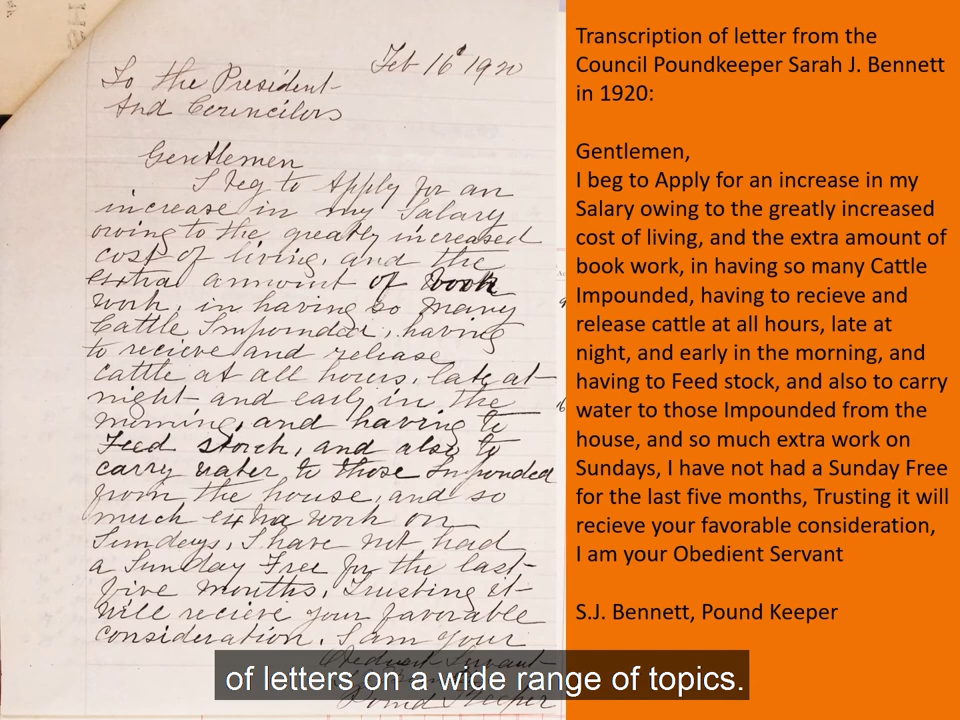 Feb 16th 1920
To the President
And Councilors
Gentlemen
I beg to Apply for an
increase in my Salary
owing to the greatly increased
cost of living, and the
extra amount of book
work, in having so many
Cattle Impounded, having
to recieve and release
cattle at all hours, late at
night and early in the
morning, and having to
Feed stock, and also to
carry water to those Impounded
from the house, and so
much extra work on
Sundays, I have not had
a Sunday Free for the last
five months, Trusting it
will recieve your favorable
consideration, I am your
Obedient Servant
Pound Keeper
Transcription of letter from the
Council Poundkeeper Sarah J. Bennett
in 1920:
Gentlemen,
I beg to Apply for an increase in my
Salary owing to the greatly increased
cost of living, and the extra amount of
book work, in having so many Cattle
Impounded, having to recieve and
release cattle at all hours, late at
night, and early in the morning, and
having to Feed stock, and also to carry
water to those Impounded from the
house, and so much extra work on
Sundays, I have not had a Sunday Free
for the last five months, Trusting it will
recieve your favorable consideration,
I am your Obedient Servant
S.J. Bennett, Pound Keeper
of letters on a wide range of topics.